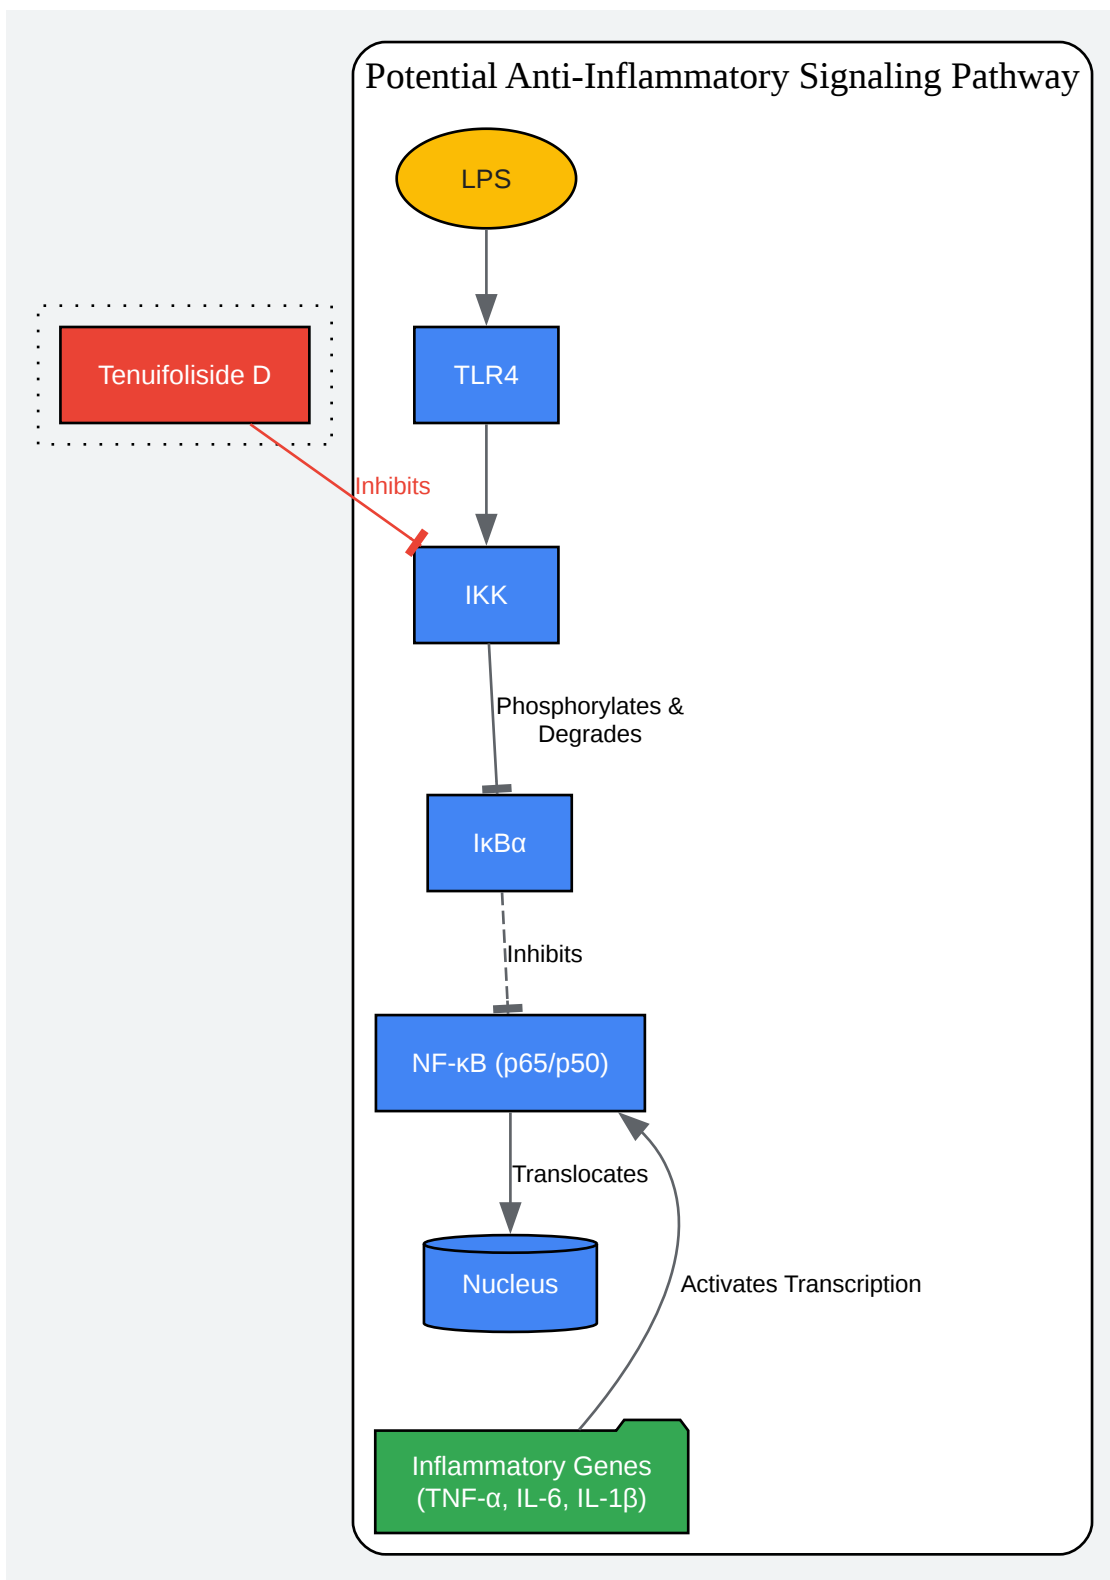 Potential Anti-Inflammatory Signaling Pathway
LPS
Tenuifoliside D
TLR4
Inhibits
IKK
Phosphorylates &
Degrades
IκBα
Inhibits
NF-κB (p65/p50)
Translocates
Nucleus
Activates Transcription
Inflammatory Genes
(TNF-α, IL-6, IL-1β)